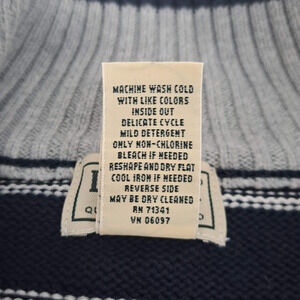 MACHINE WASH COLD
WITH LIKE COLORS
INSIDE OUT
DELICATE CYCLE
MILD DETERGENT
ONLY NON-CHLORINE
BLEACH IF NEEDED
RESHAPE AND DRY FLAT
COOL IRON IF NEEDED
REVERSE SIDE
MAY BE DRY CLEANED
RN 71341
VN 06097